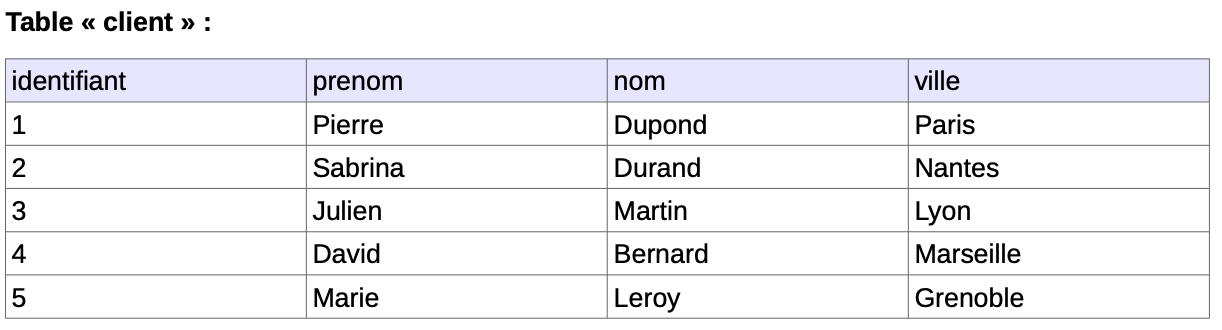 Table « client » :
identifiant prenom nom ville
1 Pierre Dupond Paris
2 Sabrina Durand Nantes
3 Julien Martin Lyon
4 David Bernard Marseille
5 Marie Leroy Grenoble